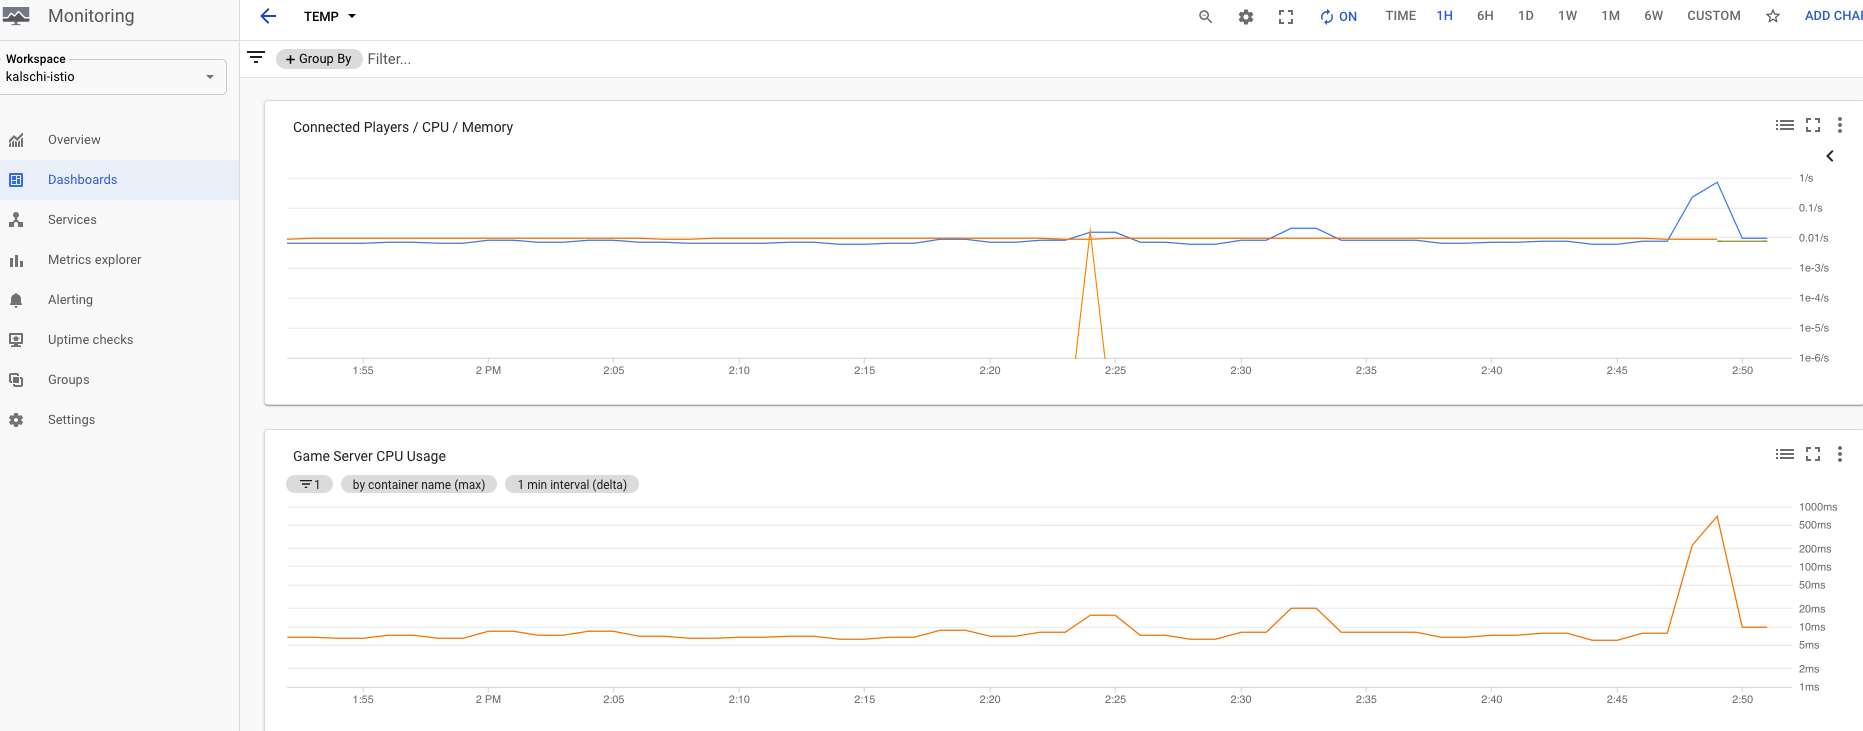 Monitoring
TEMP
ON
TIME
1H
6H
1D
1W
1M
6W
CUSTOM
ADD CHA
Workspace
kalschi-istio
+ Group By
Filter...
Overview
Dashboards
Services
Metrics explorer
Alerting
Uptime checks
Groups
Settings
Connected Players / CPU / Memory
1/s
0.1/s
0.01/s
1e-3/s
1e-4/s
1e-5/s
1e-6/s
1:55
2 PM
2:05
2:10
2:15
2:20
2:25
2:30
2:35
2:40
2:45
2:50
Game Server CPU Usage
1
by container name (max)
1 min interval (delta)
1000ms
500ms
200ms
100ms
50ms
20ms
10ms
5ms
2ms
1ms
1:55
2 PM
2:05
2:10
2:15
2:20
2:25
2:30
2:35
2:40
2:45
2:50